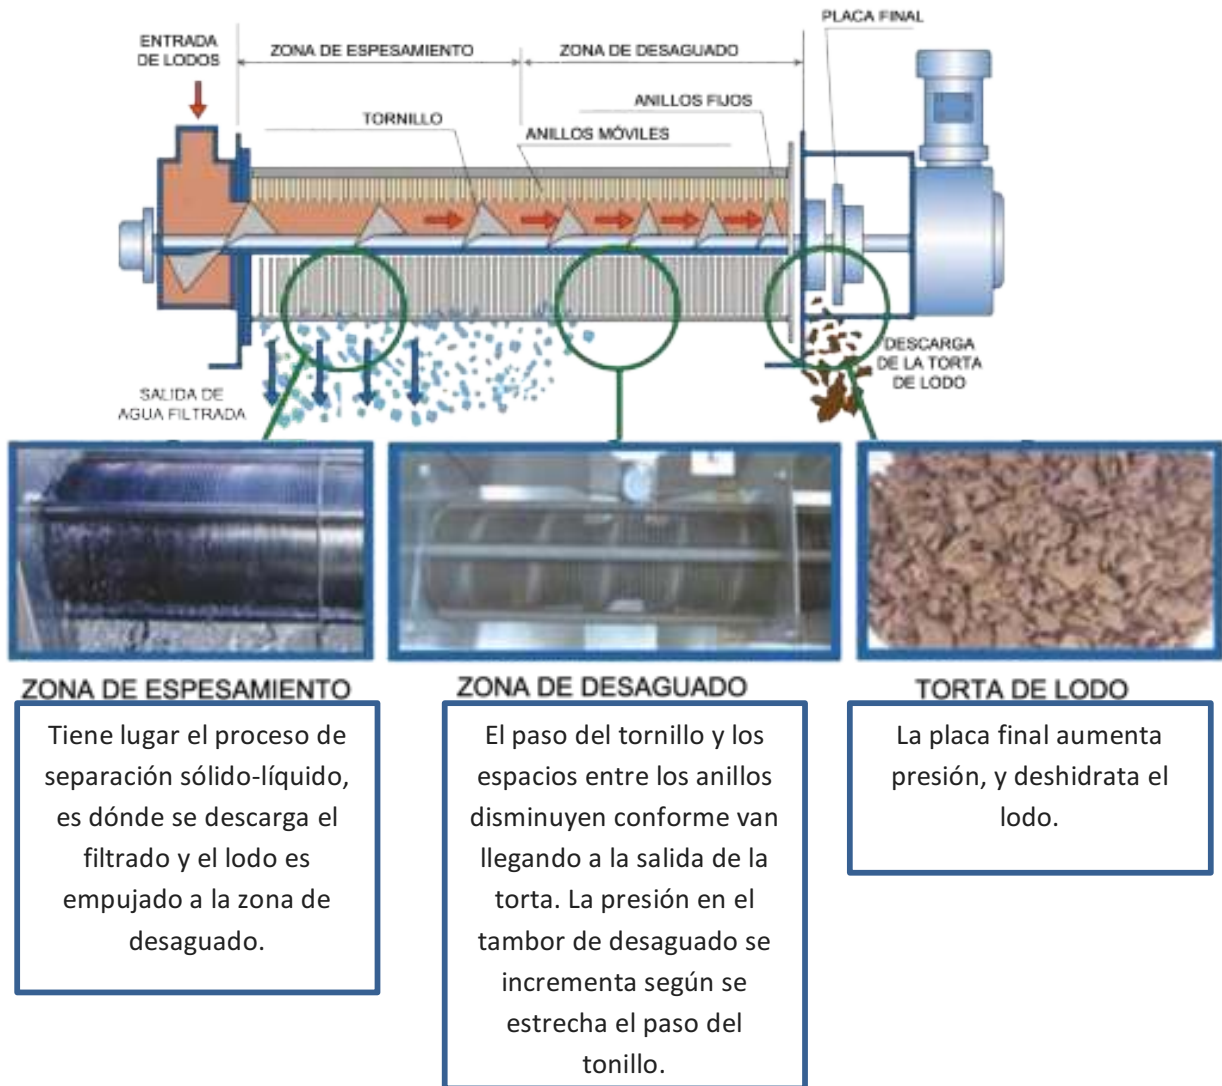 PLACA FINAL
ENTRADA
DE LODOS
ZONA DE ESPESAMIENTO
ZONA DE DESAGUADO
ANILLOS FIJOS
TORNILLO
ANILLOS MÓVILES
SALIDA DE
AGUA FILTRADA
DESCARGA
DE LA TORTA
DE LODO
ZONA DE ESPESAMIENTO
Tiene lugar el proceso de
separación sólido-líquido,
es dónde se descarga el
filtrado y el lodo es
empujado a la zona de
desaguado.
ZONA DE DESAGUADO
El paso del tornillo y los
espacios entre los anillos
disminuyen conforme van
llegando a la salida de la
torta. La presión en el
tambor de desaguado se
incrementa según se
estrecha el paso del
tonillo.
TORTA DE LODO
La placa final aumenta
presión, y deshidrata el
lodo.